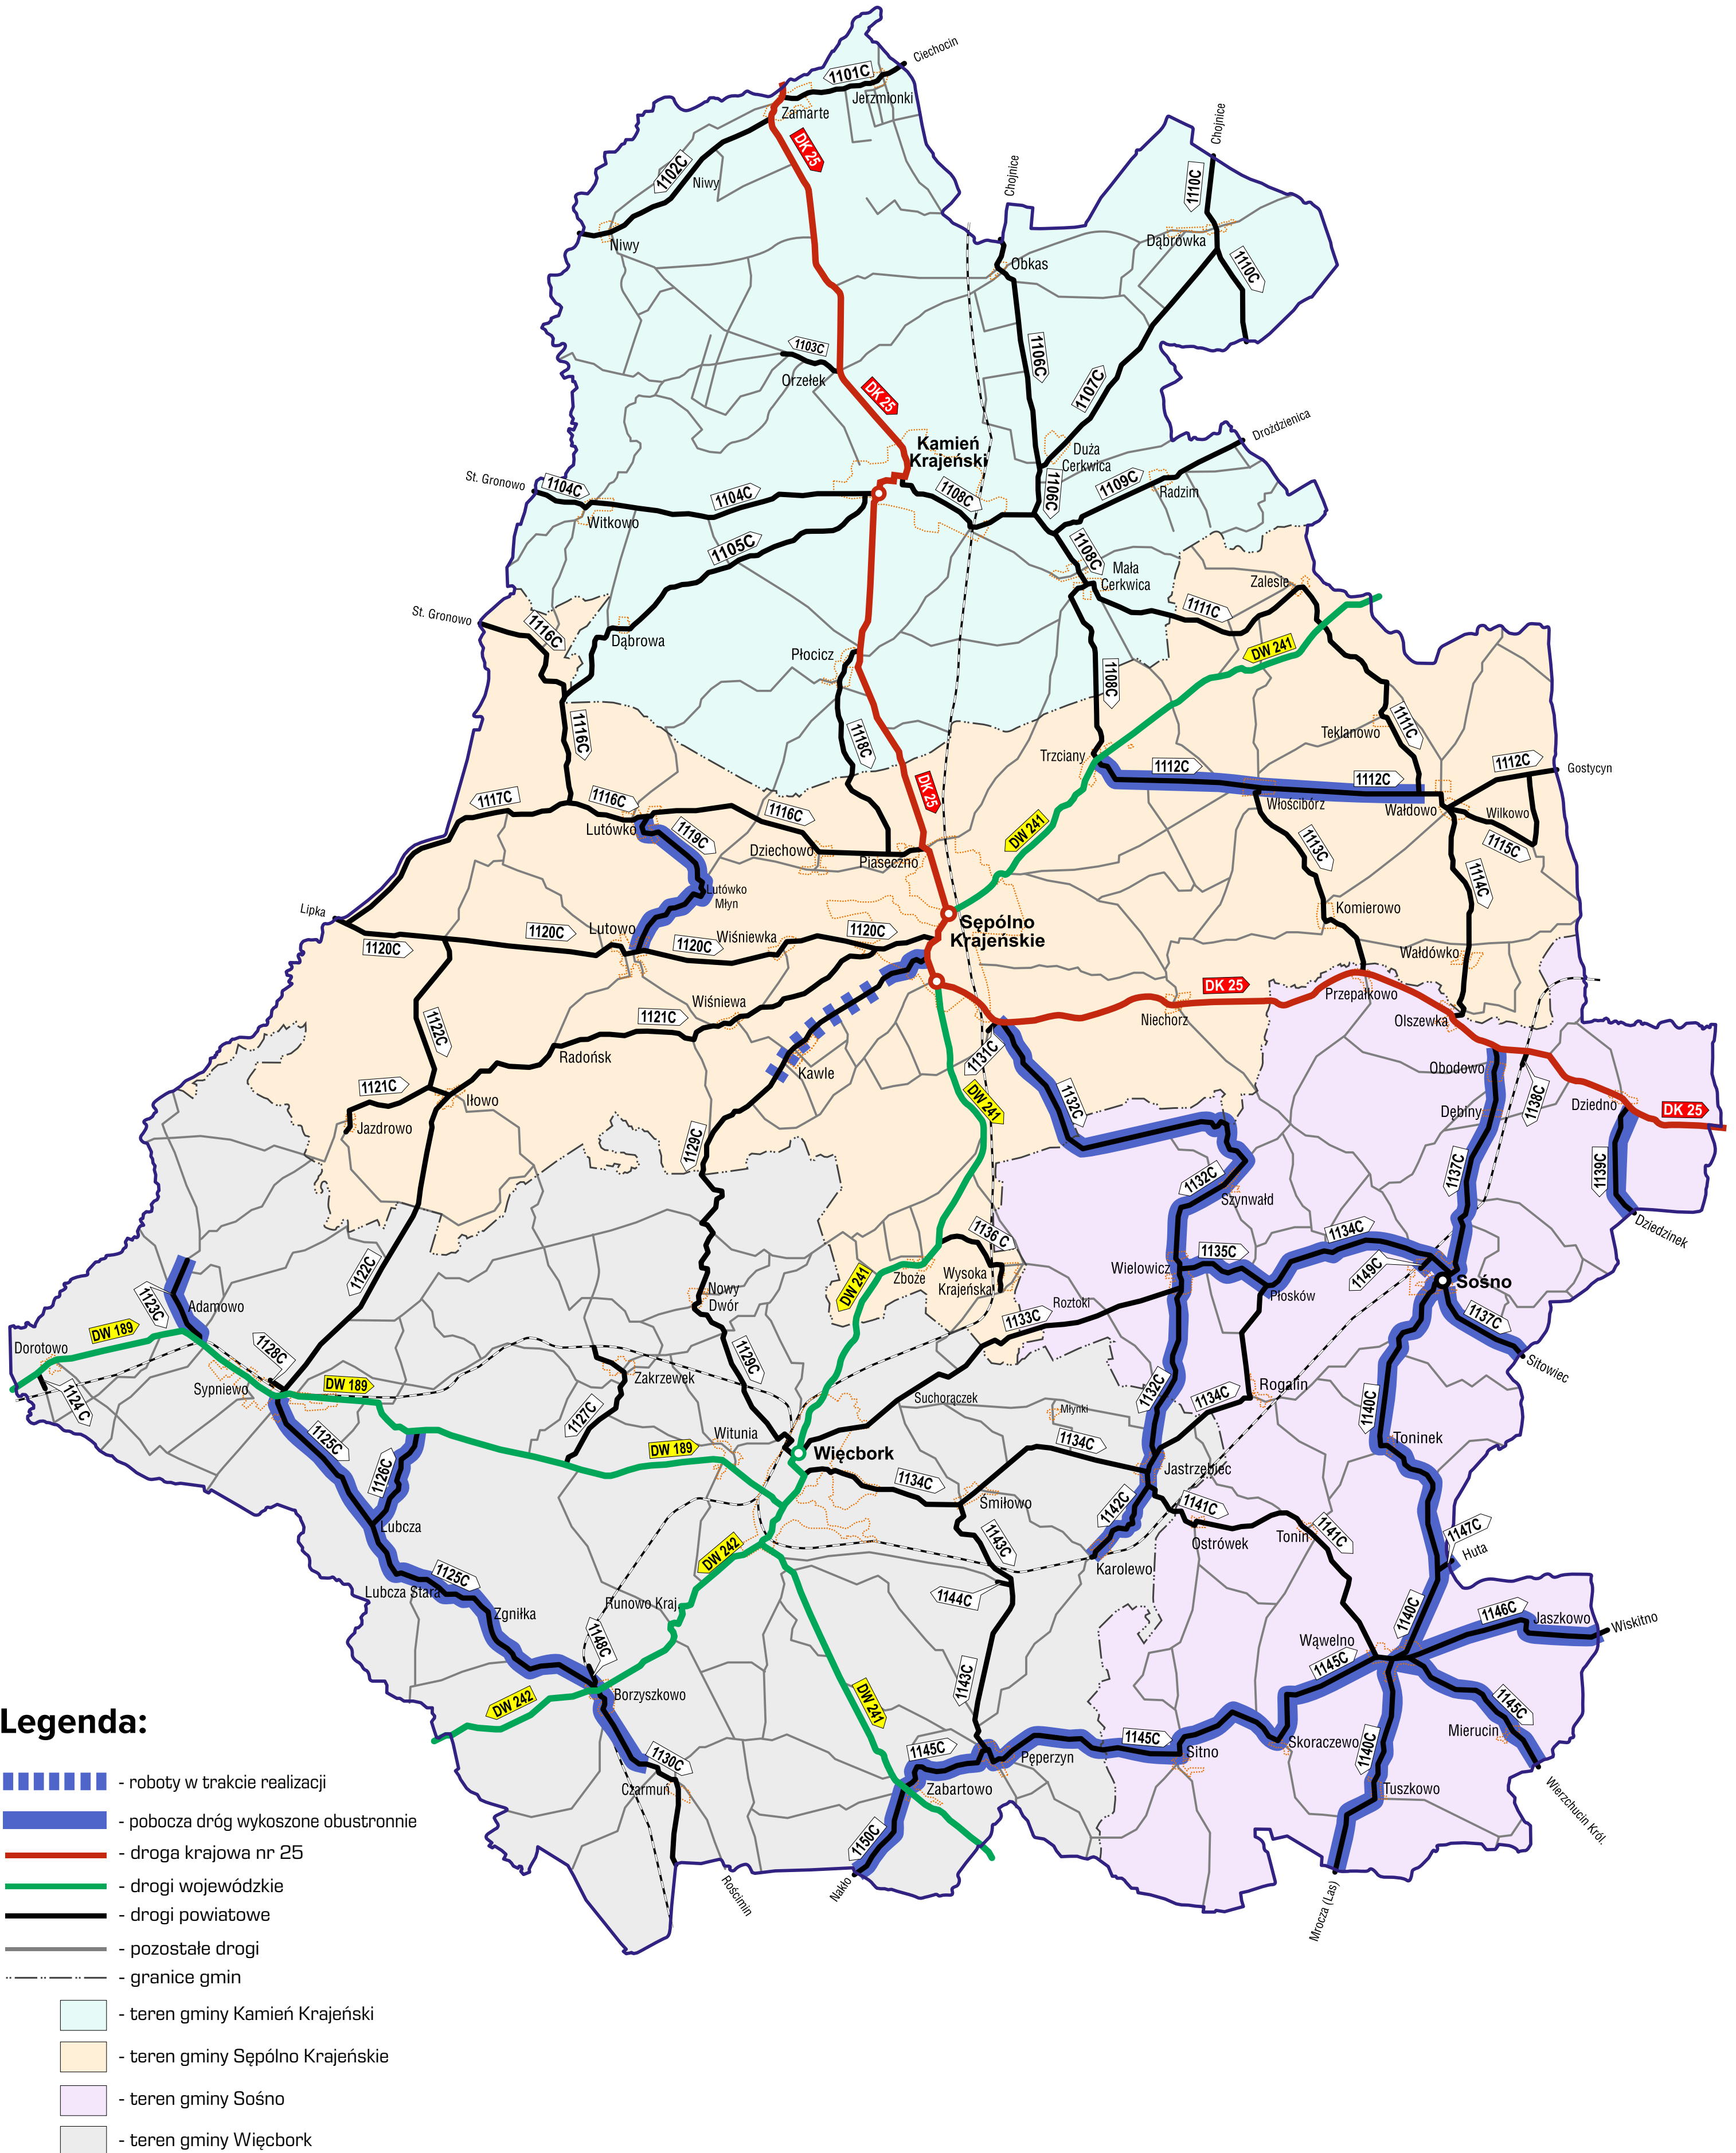 Ciechocin
1101C
Jerzmionki
Zamarte
DK 25
1102C
Niwy
Niwy
Chojnice
Chojnice
1110C
Dąbrówka
1110C
Obkas
1103C
Orzełek
1106C
1107C
DK 25
Kamień
Krajeński
Duża
Cerkwica
Drożdzienica
St. Gronowo
1104C
1104C
Witkowo
1108C
1106C
1109C
Radzim
1105C
1108C
Mała
Cerkwica
Zalesie
St. Gronowo
1116C
Dąbrowa
Płocicz
1111C
DW 241
1108C
1116C
1118C
Teklanowo
1111C
Trzciany
1112C
1112C
1112C
Gostycyn
DK 25
1117C
1116C
Lutówko
1119C
1116C
Dziechowo
Piaseczno
DW 241
Włościbórz
Wałdowo
Wilkowo
1115C
1113C
1114C
Lutówko
Młyn
Lipka
1120C
1120C
Lutowo
1120C
Wiśniewka
1120C
Sępólno
Krajeńskie
Komierowo
Wałdówko
DK 25
Przepałkowo
Niechorz
Olszewka
Wiśniewa
1121C
1122C
Radońsk
Kawle
1131C
Obodowo
1138C
1121C
Iłowo
Jazdrowo
DW 241
1132C
Dębiny
Dziedno
DK 25
1129C
1137C
1139C
1132C
Szynwałd
Dziedzinek
1136 C
1134C
1122C
Zboże
Wysoka
Krajeńska
Wielowicz
1135C
1149C
Sośno
Płosków
1123C
Adamowo
Nowy
Dwór
DW 241
Roztoki
1133C
1137C
Sitowiec
DW 189
Dorotowo
1128C
1129C
1124 C
Sypniewo
DW 189
Zakrzewek
1127C
Suchorączek
Młynki
1132C
1134C
Rogalin
1140C
Toninek
1125C
1126C
Witunia
DW 189
Więcbork
1134C
1134C
Jastrzębiec
Śmiłowo
1142C
1141C
Lubcza
1143C
Ostrówek
Tonin
1141C
1147C
Huta
DW 242
Karolewo
1125C
Lubcza Stara
Zgniłka
Runowo Kraj.
1144C
1140C
1146C
Jaszkowo
Wiskitno
1148C
Wąwelno
1145C
1143C
Borzyszkowo
DW 242
DW 241
1145C
Mierucin
1140C
Skoraczewo
1145C
Sitno
1145C
Pęperzyn
Zabartowo
1130C
Czarmuń
Tuszkowo
Wierzchucin Król.
1150C
Nakło
Rościmin
Mrocza (Las)
Legenda:
- roboty w trakcie realizacji
- pobocza dróg wykoszone obustronnie
- droga krajowa nr 25
- drogi wojewódzkie
- drogi powiatowe
- pozostałe drogi
- granice gmin
- teren gminy Kamień Krajeński
- teren gminy Sępólno Krajeńskie
- teren gminy Sośno
- teren gminy Więcbork